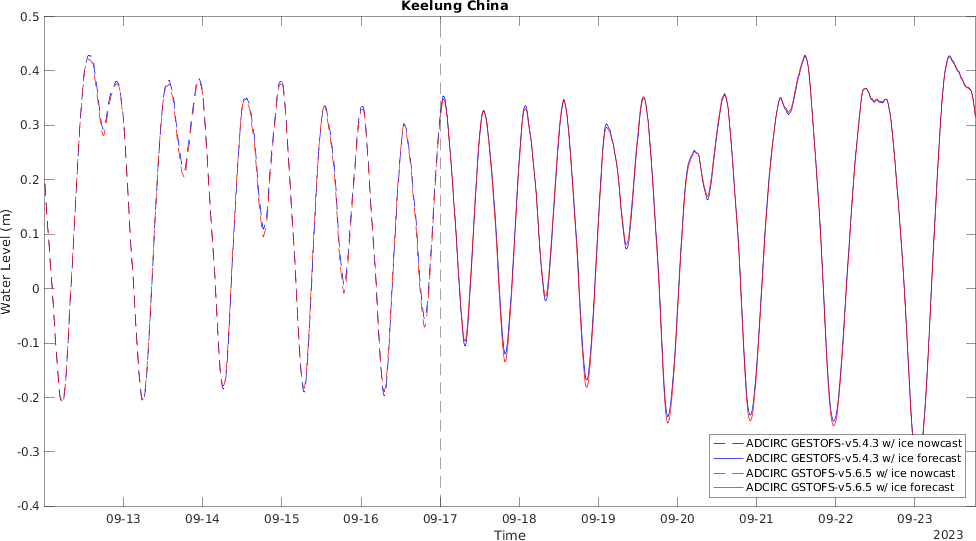 Keelung China
0.5
0.4
0.3
0.2
0.1
0
-0.1
-0.2
-0.3
-0.4
Water Level (m)
ADCIRC GESTOFS-v5.4.3 w/ ice nowcast
ADCIRC GESTOFS-v5.4.3 w/ ice forecast
ADCIRC GSTOFS-v5.6.5 w/ ice nowcast
ADCIRC GSTOFS-v5.6.5 w/ ice forecast
09-13 09-14 09-15 09-16 09-17 09-18 09-19 09-20 09-21 09-22 09-23
Time
2023